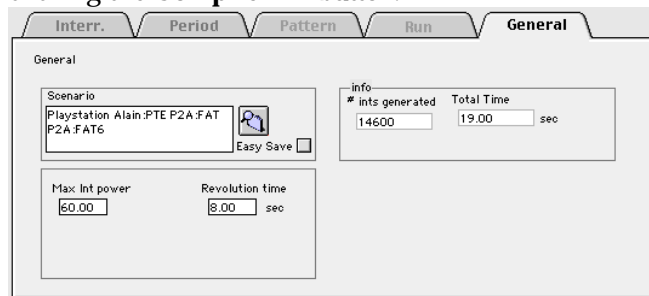 Interr. Period Pattern Run General
General
Scenario
Playstation Alain:PTE P2A:FAT
P2A:FAT6
Easy Save
info
# ints generated Total Time
14600 19.00 sec
Max Int power Revolution time
60.00 8.00 sec